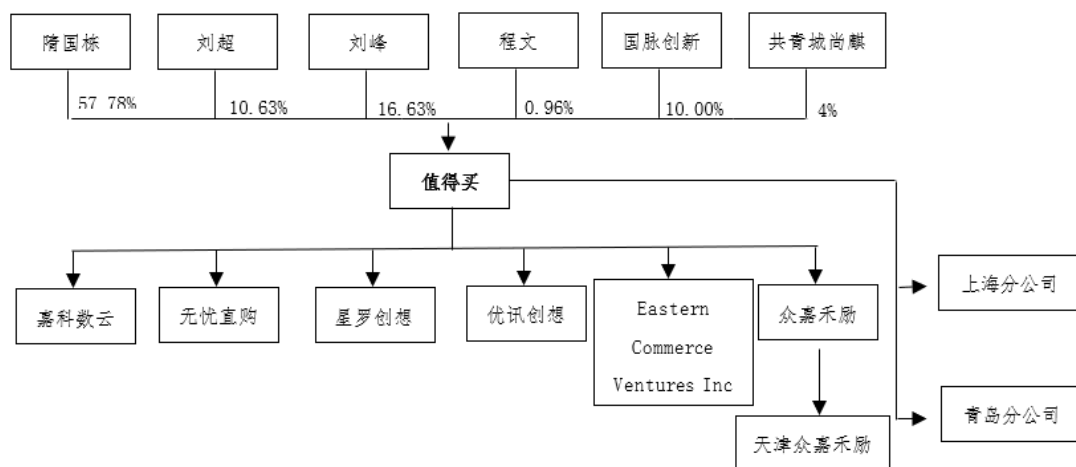 隋国栋
刘超
刘峰
程文
国脉创新
共青城尚麒
57.78%
10.63%
16.63%
0.96%
10.00%
4%
值得买
嘉科数云
无忧直购
星罗创想
优讯创想
Eastern
Commerce
Ventures Inc
众嘉禾励
上海分公司
天津众嘉禾励
青岛分公司